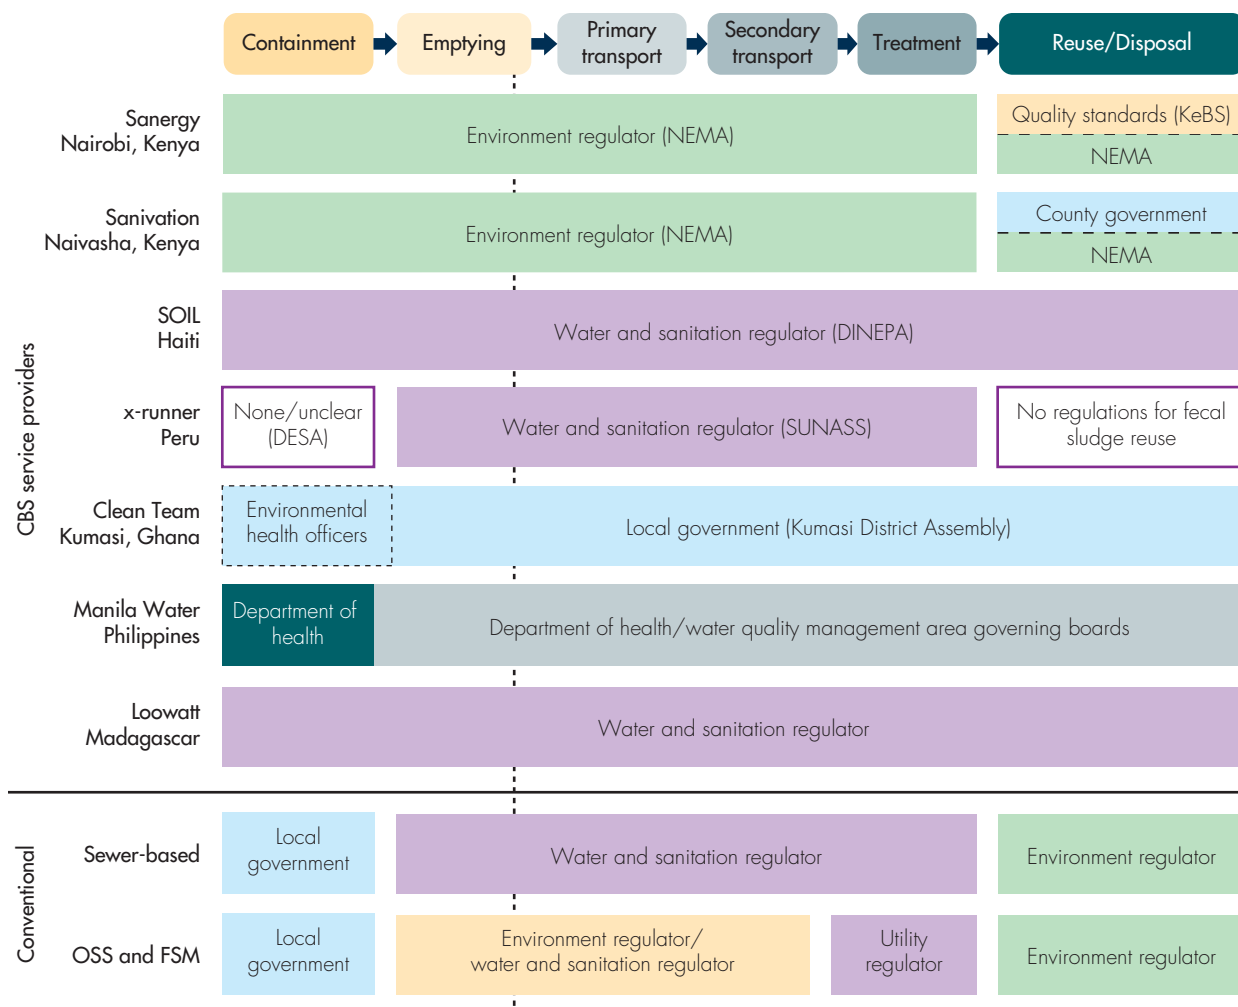 Containment
Emptying
Primary
transport
Secondary
transport
Treatment
Reuse/Disposal
CBS service providers
Sanergy
Nairobi, Kenya
Environment regulator (NEMA)
Quality standards (KeBS)
NEMA
Sanivation
Naivasha, Kenya
Environment regulator (NEMA)
County government
NEMA
SOIL
Haiti
Water and sanitation regulator (DINEPA)
x-runner
Peru
None/unclear
(DESA)
Water and sanitation regulator (SUNASS)
No regulations for fecal
sludge reuse
Clean Team
Kumasi, Ghana
Environmental
health officers
Local government (Kumasi District Assembly)
Manila Water
Philippines
Department of
health
Department of health/water quality management area governing boards
Loowatt
Madagascar
Water and sanitation regulator
Conventional
Sewer-based
Local
government
Water and sanitation regulator
Environment regulator
OSS and FSM
Local
government
Environment regulator/
water and sanitation regulator
Utility
regulator
Environment regulator